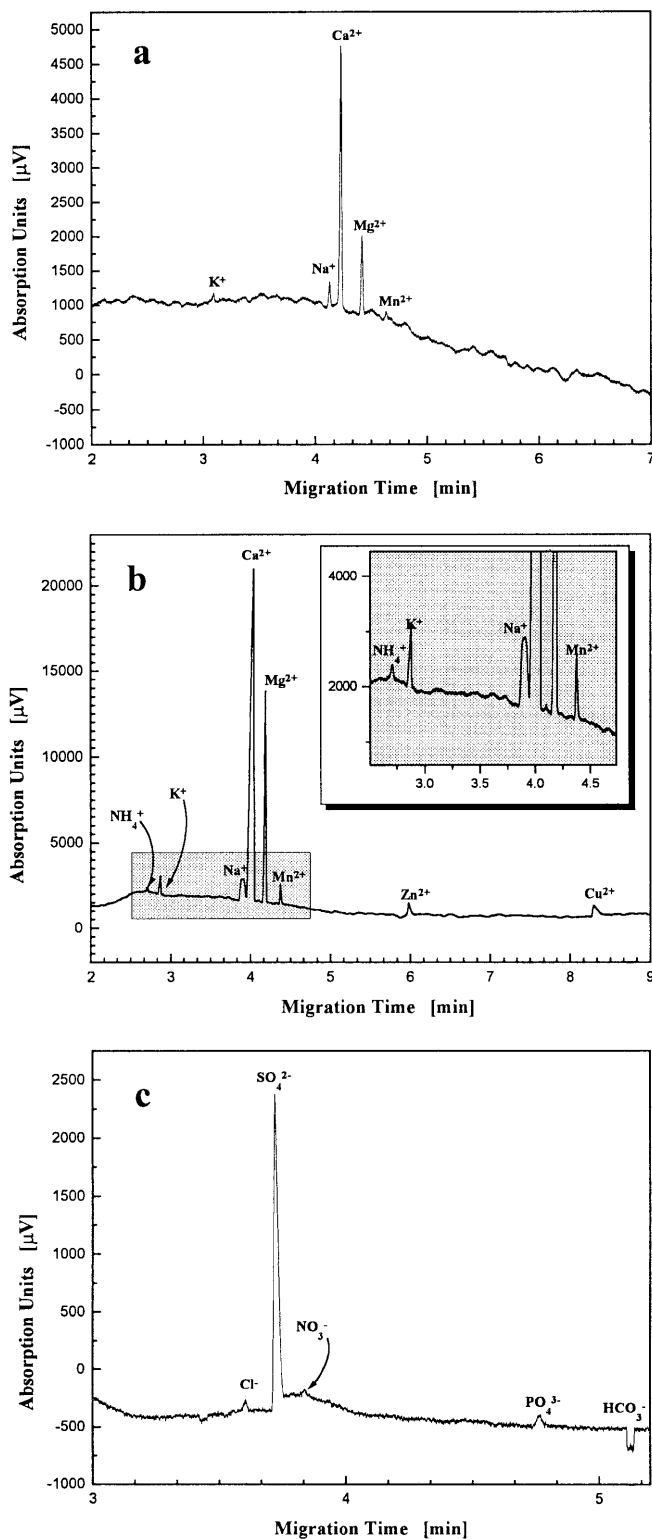 a
5000
4500
4000
3500
3000
2500
2000
1500
1000
500
0
-500
-1000
Absorption Units [µV]
Ca²⁺
Mg²⁺
Na⁺
K⁺
Mn²⁺
2 3 4 5 6 7
Migration Time [min]
b
20000
15000
10000
5000
0
Absorption Units [µV]
Ca²⁺
Mg²⁺
K⁺
NH₄⁺
Na⁺
Mn²⁺
Zn²⁺
Cu²⁺
4000
2000
K⁺
NH₄⁺
Na⁺
Mn²⁺
3.0 3.5 4.0 4.5
2 3 4 5 6 7 8 9
Migration Time [min]
c
2500
2000
1500
1000
500
0
-500
-1000
Absorption Units [µV]
SO₄²⁻
NO₃⁻
Cl⁻
PO₄³⁻
HCO₃⁻
3 4 5
Migration Time [min]